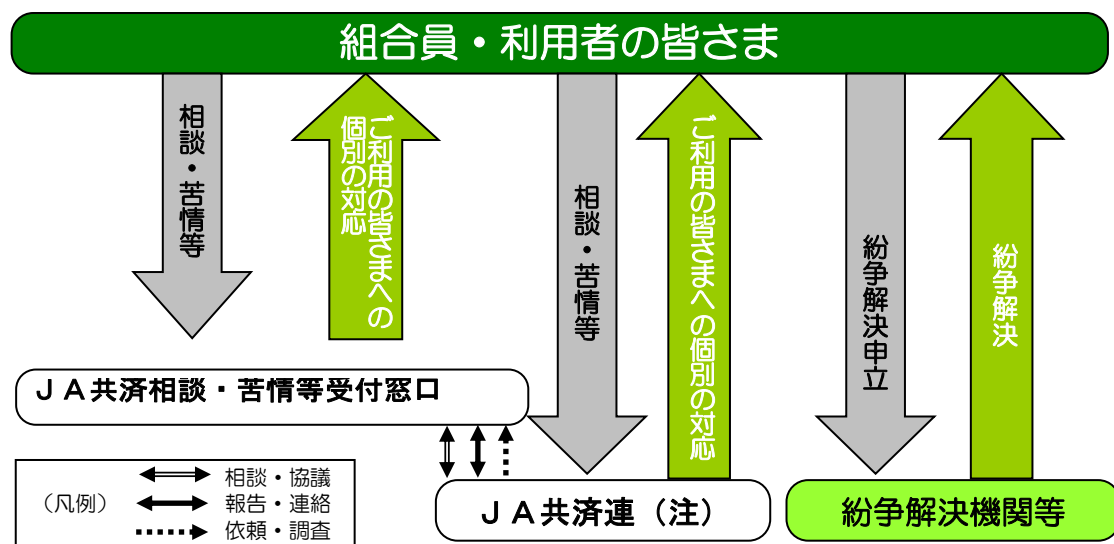 組合員・利用者の皆さま
相談・苦情等
ご利用の皆さまへの
個別の対応
相談・苦情等
ご利用の皆さまへの個別の対応
紛争解決申立
紛争解決
ＪＡ共済相談・苦情等受付窓口
（凡例）
相談・協議
報告・連絡
依頼・調査
ＪＡ共済連（注）
紛争解決機関等